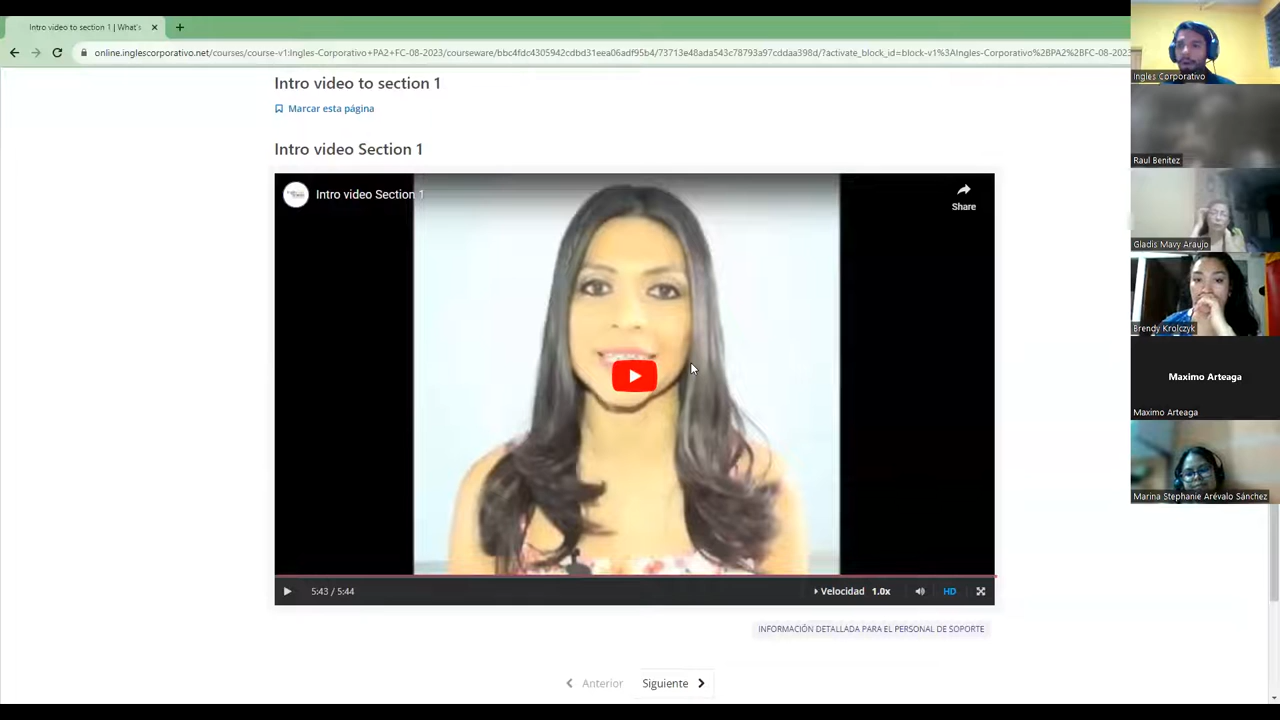 Intro video to section 1 | What's
online.inglescorporativo.net/courses/course-v1:Ingles-Corporativo+PA2+FC-08-2023/courseware/bbc4fdc4305942cdbd31eea06adf95b4/73713e48ada543c78793a97cddaa398d/?activate_block_id=block-v1%3AIngles-Corporativo%2BPA2%2BFC-08-2023
Intro video to section 1
Marcar esta página
Intro video Section 1
Intro video Section 1
Share
5:43 / 5:44
Velocidad 1.0x
HD
INFORMACIÓN DETALLADA PARA EL PERSONAL DE SOPORTE
Anterior
Siguiente
Ingles Corporativo
Raul Benitez
Gladis Mavy Araujo
Brendy Krolczyk
Maximo Arteaga
Maximo Arteaga
Marina Stephanie Arévalo Sánchez